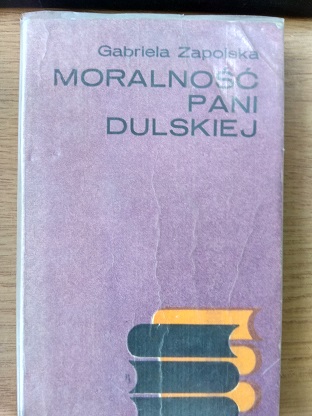 Gabriela Zapolska
MORALNOŚĆ
PANI
DULSKIEJ